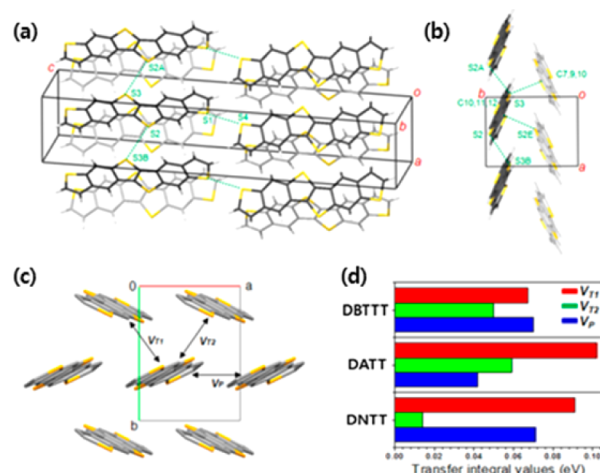 (a)
c
S2A
S3
S1
S4
S2
S3B
o
b
a
(b)
S2A
C7,9,10
b
o
C10,11,12
S3
S2
S2E
S3B
a
(c)
0
a
VT1
VT2
VP
b
(d)
VT1
VT2
VP
DBTTT
DATT
DNTT
0.00 0.02 0.04 0.06 0.08 0.10
Transfer integral values (eV)